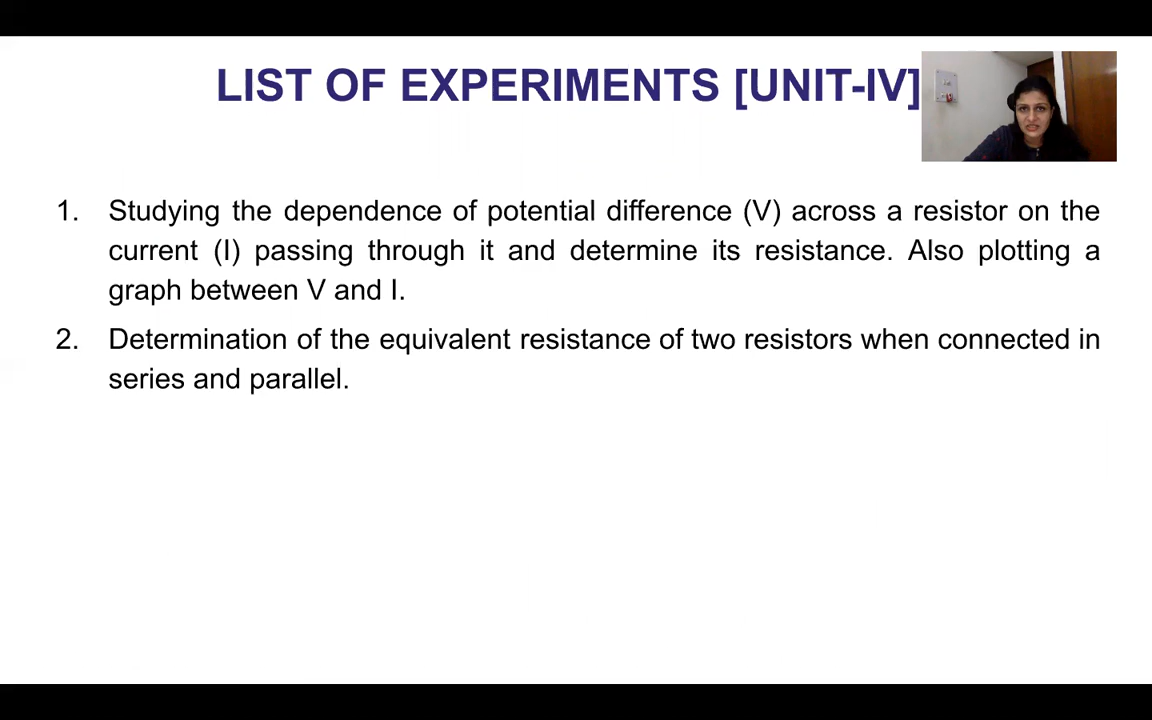 LIST OF EXPERIMENTS [UNIT-IV]
1. Studying the dependence of potential difference (V) across a resistor on the
current (I) passing through it and determine its resistance. Also plotting a
graph between V and I.
2. Determination of the equivalent resistance of two resistors when connected in
series and parallel.